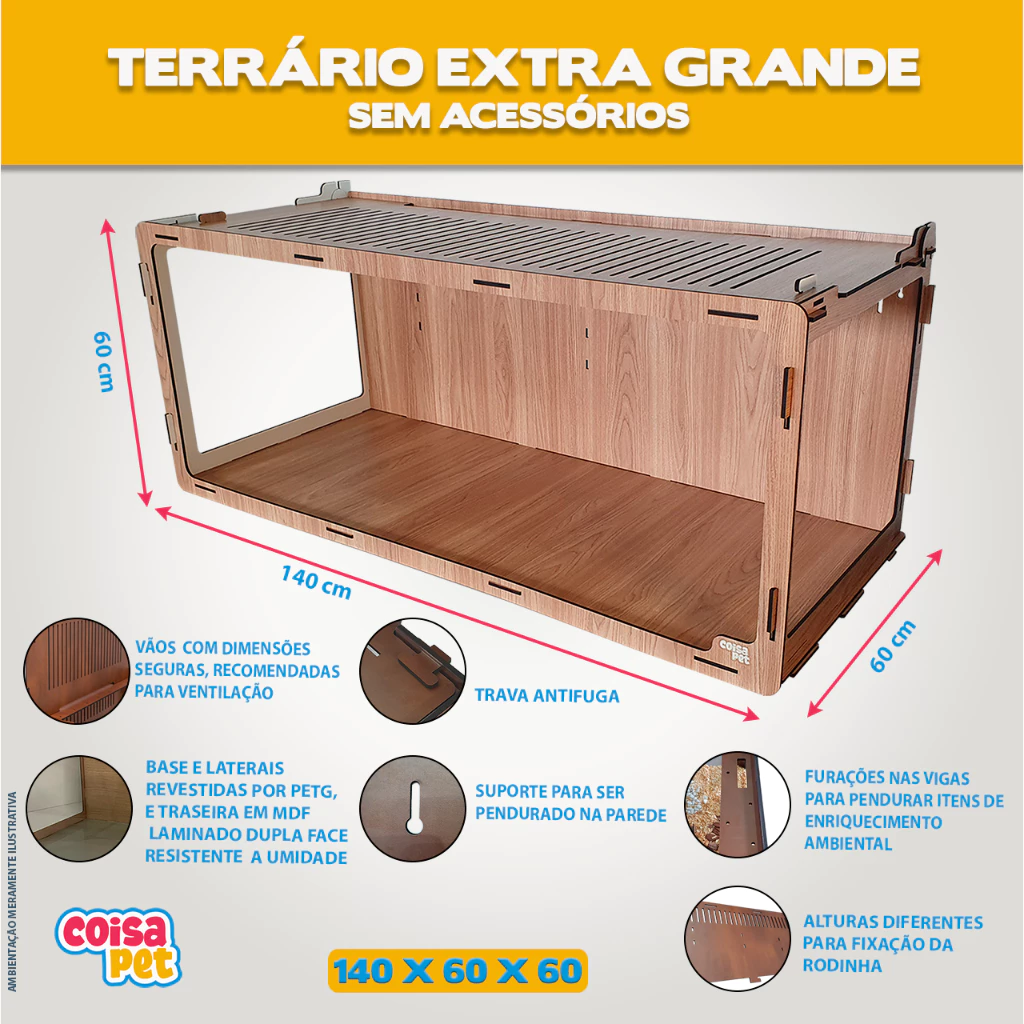 TERRÁRIO EXTRA GRANDE
SEM ACESSÓRIOS
60 cm
140 cm
60 cm
coisa
pet
VÃOS COM DIMENSÕES
SEGURAS, RECOMENDADAS
PARA VENTILAÇÃO
TRAVA ANTIFUGA
BASE E LATERAIS
REVESTIDAS POR PETG,
E TRASEIRA EM MDF
LAMINADO DUPLA FACE
RESISTENTE A UMIDADE
SUPORTE PARA SER
PENDURADO NA PAREDE
FURAÇÕES NAS VIGAS
PARA PENDURAR ITENS DE
ENRIQUECIMENTO
AMBIENTAL
ALTURAS DIFERENTES
PARA FIXAÇÃO DA
RODINHA
AMBIENTAÇÃO MERAMENTE ILUSTRATIVA
coisa
pet
140 X 60 X 60